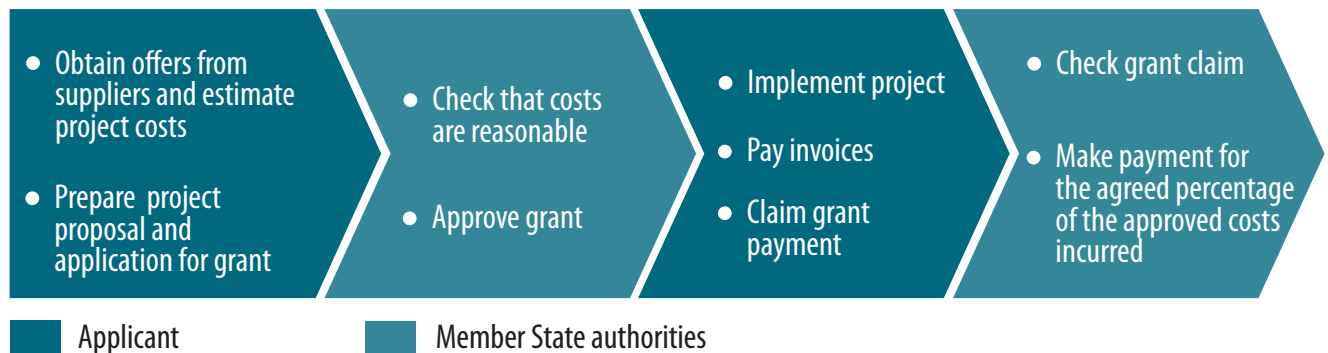 ● Obtain offers from
suppliers and estimate
project costs
● Prepare project
proposal and
application for grant
● Check that costs
are reasonable
● Approve grant
● Implement project
● Pay invoices
● Claim grant
payment
● Check grant claim
● Make payment for
the agreed percentage
of the approved costs
incurred
Applicant
Member State authorities